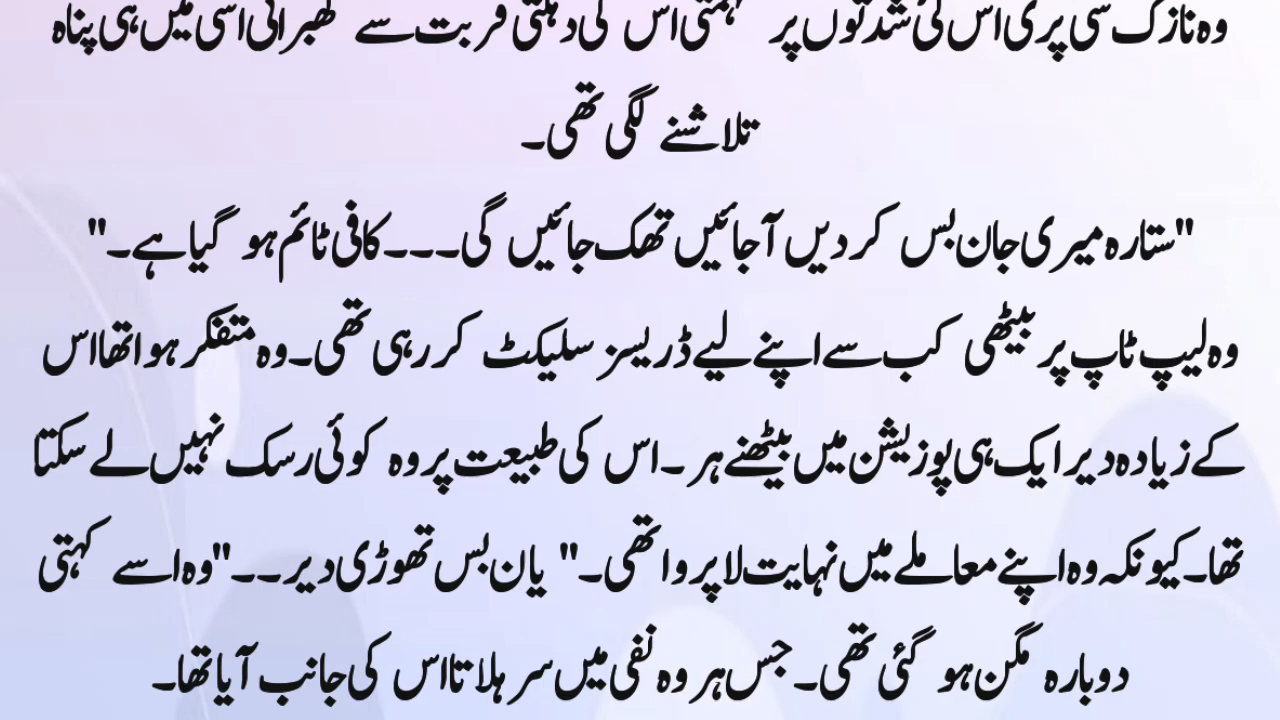 وہ نازک سی پری اس کی شدتوں پر سہمتی اس کی دہکتی قربت سے گھبرائی اسی میں ہی پناہ
تلاشنے لگی تھی۔
"ستارہ میری جان بس کر دیں آجائیں تھک جائیں گی۔۔۔کافی ٹائم ہو گیا ہے۔"
وہ لیپ ٹاپ پر بیٹھی کب سے اپنے لیے ڈریسز سلیکٹ کر رہی تھی۔وہ متفکر ہوا تھا اس
کے زیادہ دیر ایک ہی پوزیشن میں بیٹھنے ہر ۔اس کی طبیعت پر وہ کوئی رسک نہیں لے سکتا
تھا۔کیونکہ وہ اپنے معاملے میں نہایت لاپروا تھی۔" یان بس تھوڑی دیر۔۔"وہ اسے کہتی
دوبارہ مگن ہو گئی تھی۔جس ہر وہ نفی میں سر ہلاتا اس کی جانب آیا تھا۔